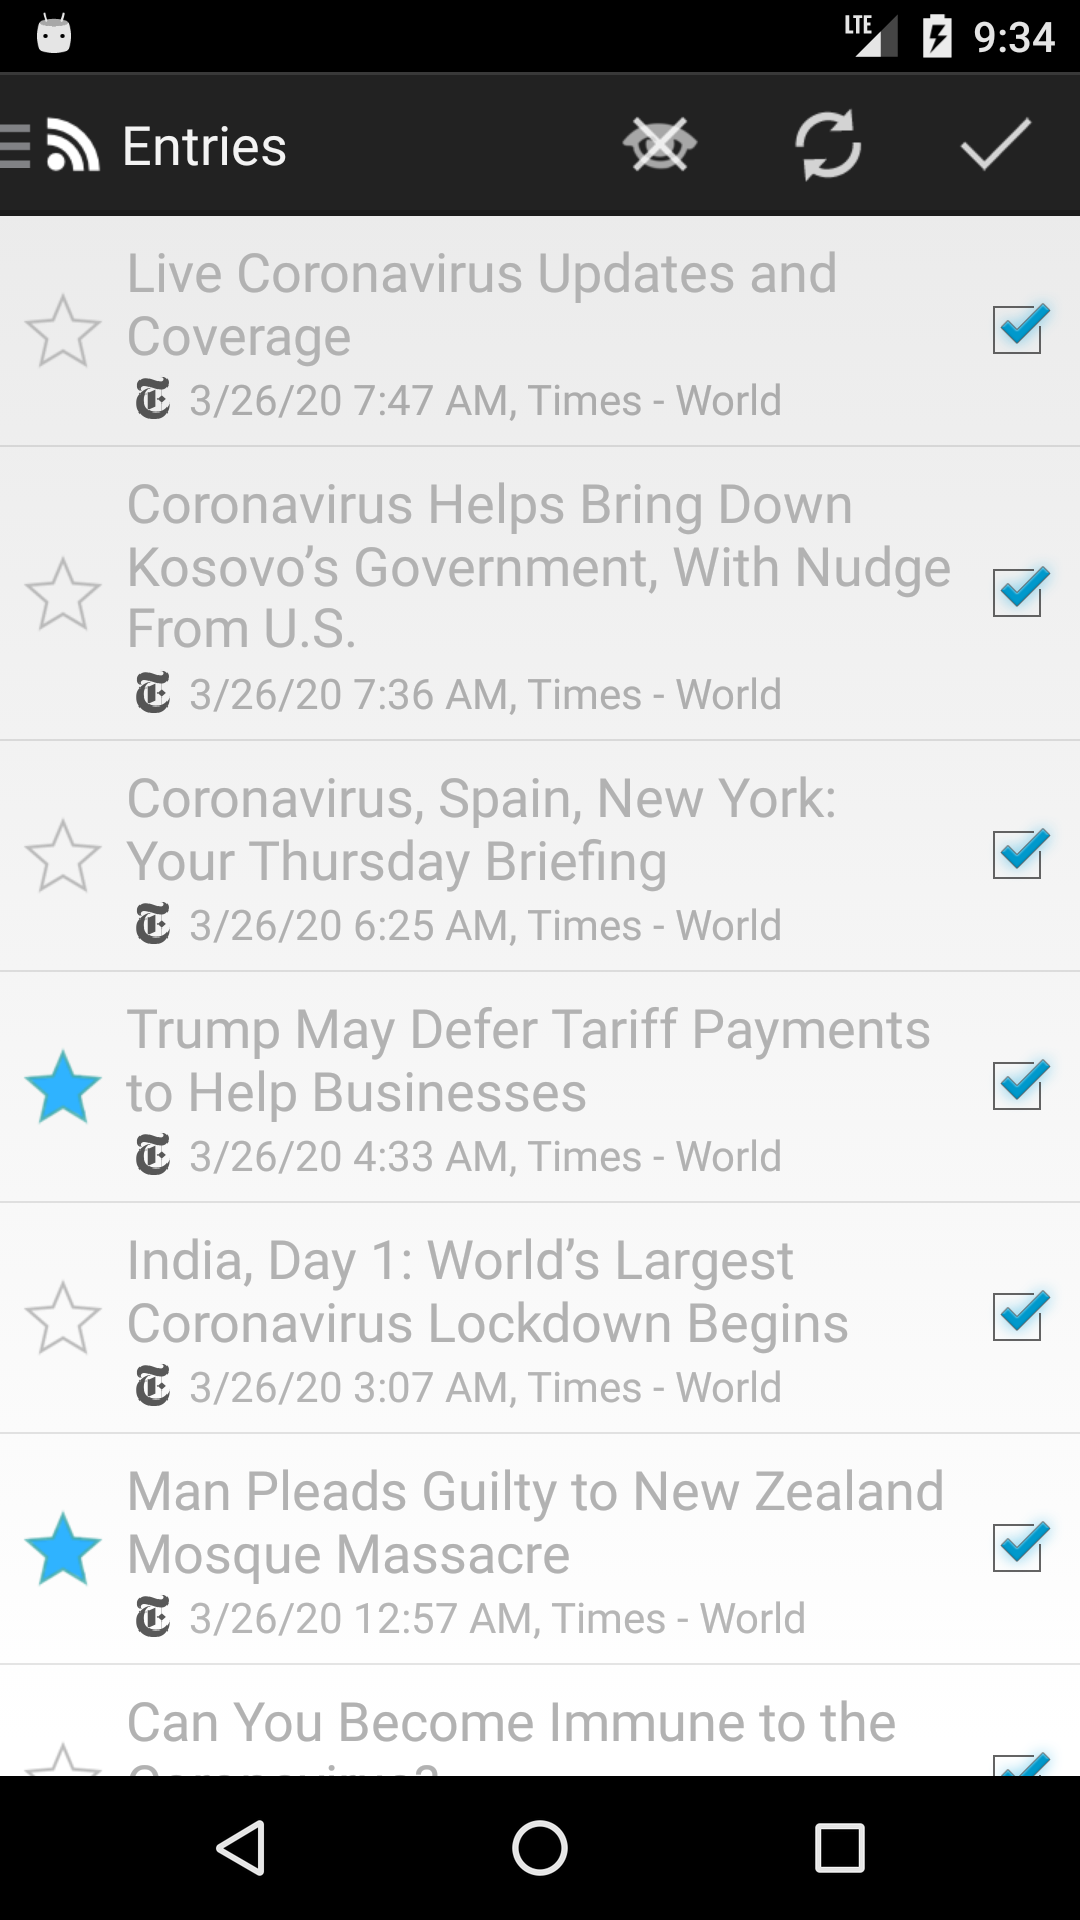 LTE
9:34
Entries
Live Coronavirus Updates and
Coverage
3/26/20 7:47 AM, Times - World
Coronavirus Helps Bring Down
Kosovo’s Government, With Nudge
From U.S.
3/26/20 7:36 AM, Times - World
Coronavirus, Spain, New York:
Your Thursday Briefing
3/26/20 6:25 AM, Times - World
Trump May Defer Tariff Payments
to Help Businesses
3/26/20 4:33 AM, Times - World
India, Day 1: World’s Largest
Coronavirus Lockdown Begins
3/26/20 3:07 AM, Times - World
Man Pleads Guilty to New Zealand
Mosque Massacre
3/26/20 12:57 AM, Times - World
Can You Become Immune to the
Coronavirus?